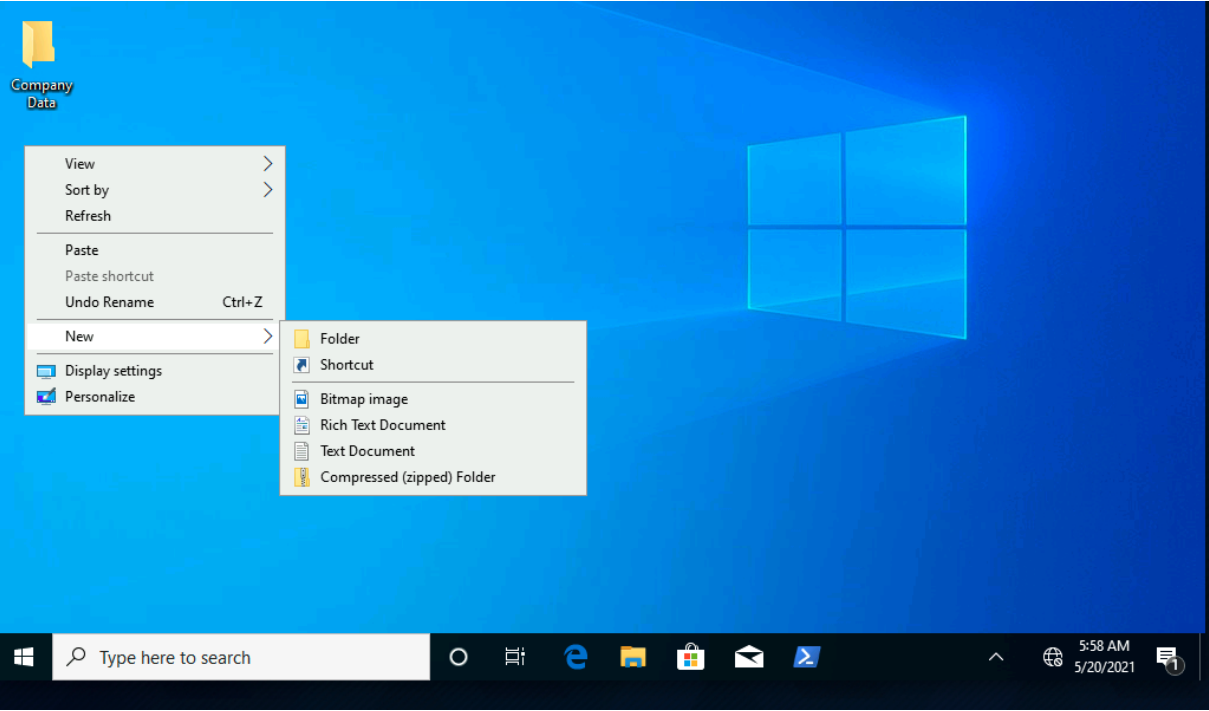 Company
Data
View
Sort by
Refresh
Paste
Paste shortcut
Undo Rename Ctrl+Z
New
Display settings
Personalize
Folder
Shortcut
Bitmap image
Rich Text Document
Text Document
Compressed (zipped) Folder
Type here to search
5:58 AM
5/20/2021
1